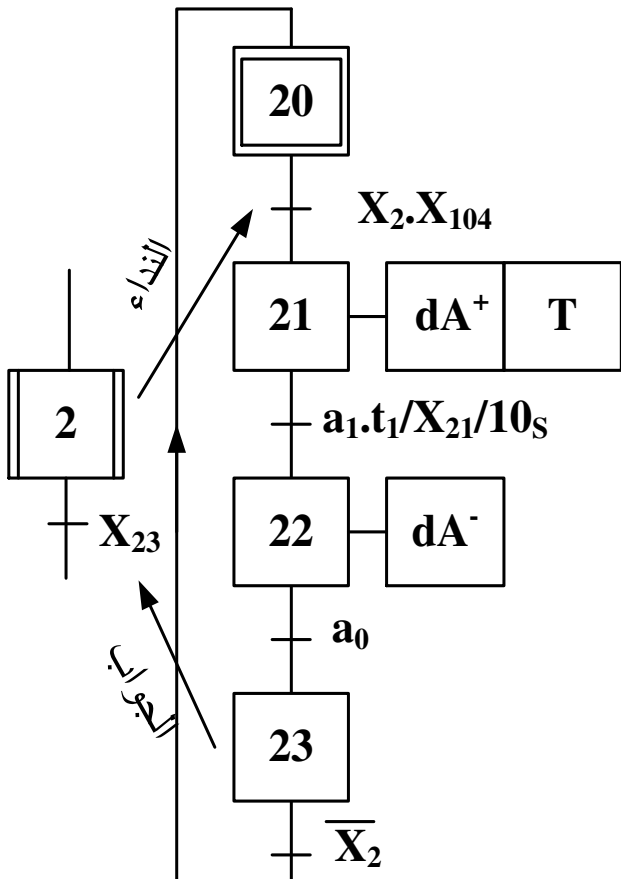 20
X₂.X₁₀₄
النداء
21 dA⁺ T
2
a₁.t₁/X₂₁/10ₛ
X₂₃
22 dA⁻
a₀
الجواب
23
X̅₂